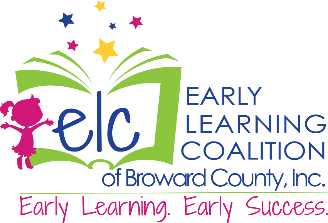 elc
EARLY
LEARNING
COALITION
of Broward County, Inc.
Early Learning. Early Success.